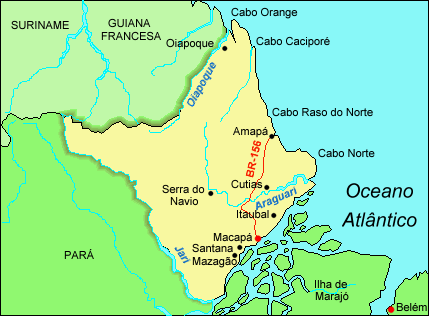 SURINAME
GUIANA
FRANCESA
Cabo Orange
Oiapoque
Cabo Caciporé
Oiapoque
Cabo Raso do Norte
Amapá
BR-156
Cabo Norte
Cutias
Serra do
Navio
Araguari
Oceano
Atlântico
Itaubal
Macapá
Santana
Mazagão
Jari
PARÁ
Ilha de
Marajó
Belém